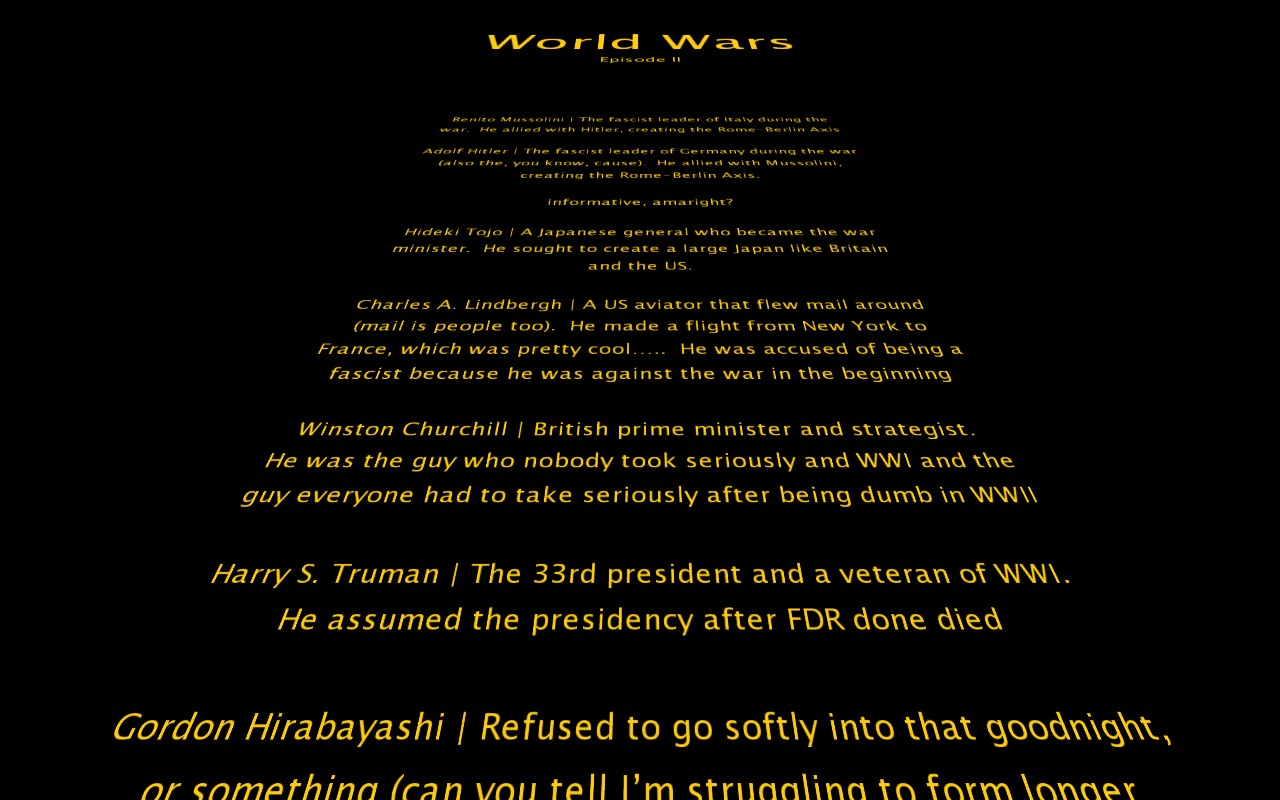 World Wars
Episode II
Benito Mussolini | The fascist leader of Italy during the
war.  He allied with Hitler, creating the Rome-Berlin Axis
Adolf Hitler | The fascist leader of Germany during the war
(also the, you know, cause).  He allied with Mussolini,
creating the Rome-Berlin Axis.
informative, amaright?
Hideki Tojo | A Japanese general who became the war
minister.  He sought to create a large Japan like Britain
and the US.
Charles A. Lindbergh | A US aviator that flew mail around
(mail is people too).  He made a flight from New York to
France, which was pretty cool.....  He was accused of being a
fascist because he was against the war in the beginning
Winston Churchill | British prime minister and strategist.
He was the guy who nobody took seriously and WWI and the
guy everyone had to take seriously after being dumb in WWII
Harry S. Truman | The 33rd president and a veteran of WWI.
He assumed the presidency after FDR done died
Gordon Hirabayashi | Refused to go softly into that goodnight,
or something (can you tell I'm struggling to form longer